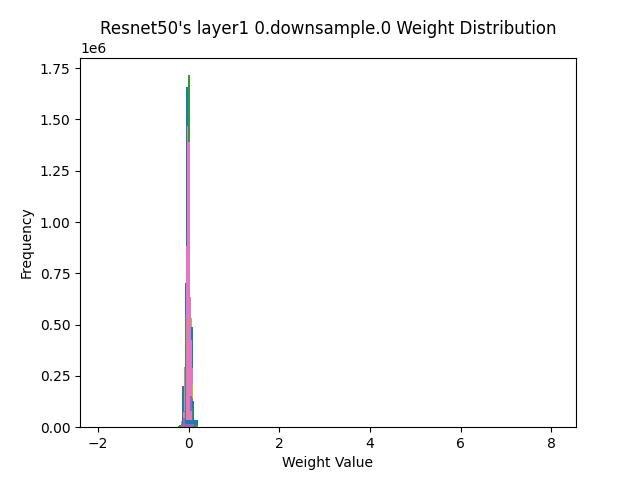 Resnet50's layer1 0.downsample.0 Weight Distribution
1e6
1.75
1.50
1.25
1.00
0.75
0.50
0.25
0.00
Frequency
−2 0 2 4 6 8
Weight Value